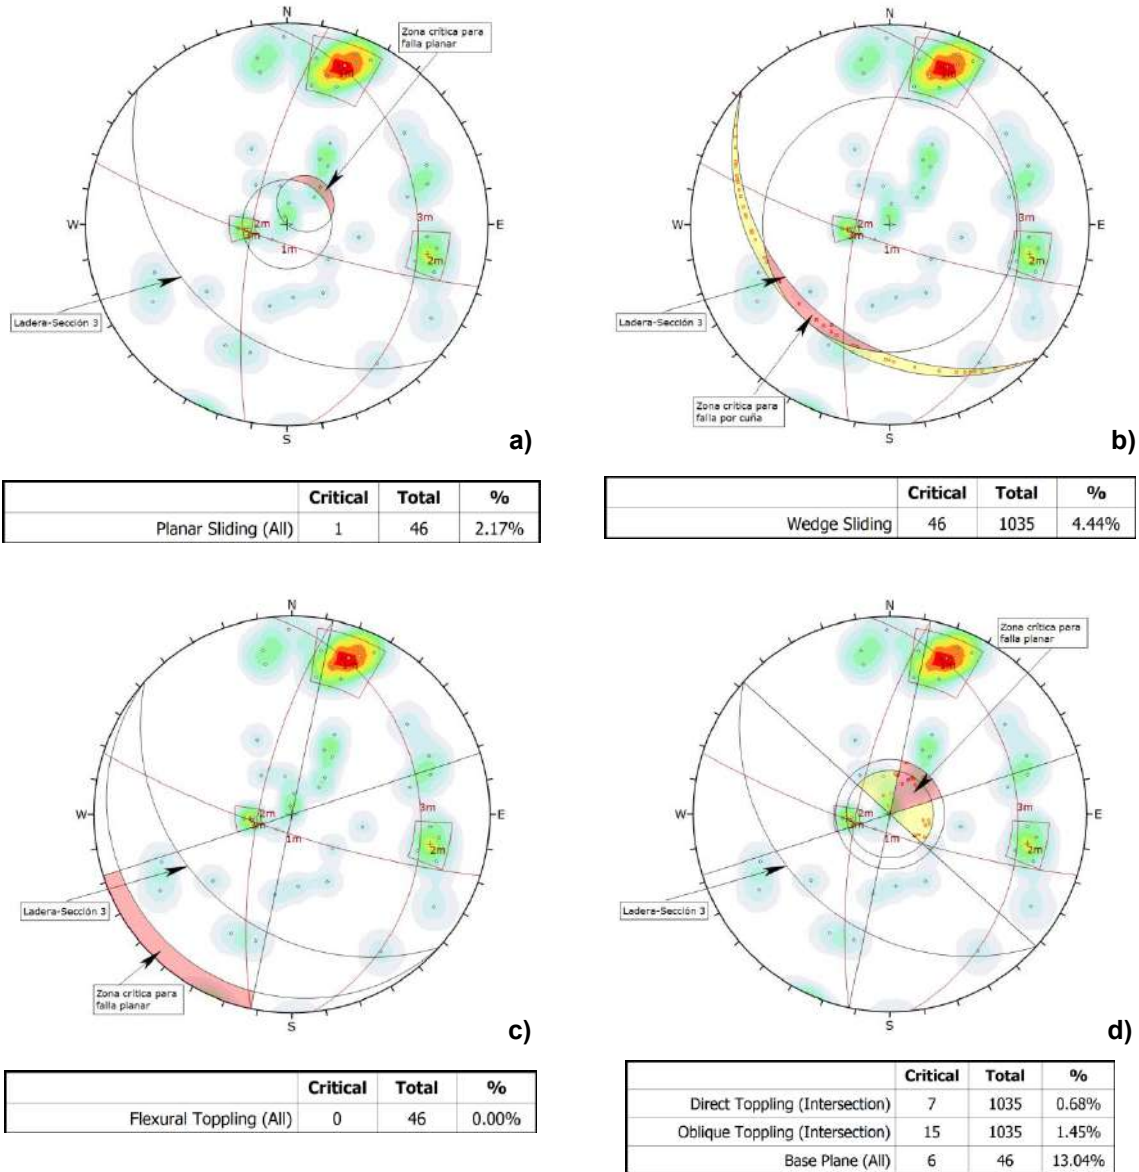 N
Zona crítica para
falla planar
W
E
2m
3m
1m
2m
Ladera-Sección 3
S
a)
Critical Total %
Planar Sliding (All) 1 46 2.17%
N
W
E
2m
3m
1m
2m
Ladera-Sección 3
Zona crítica para
falla por cuña
S
b)
Critical Total %
Wedge Sliding 46 1035 4.44%
N
W
E
2m
3m
1m
2m
Ladera-Sección 3
Zona crítica para
falla planar
S
c)
Critical Total %
Flexural Toppling (All) 0 46 0.00%
N
Zona crítica para
falla planar
W
E
3m
1m
2m
Ladera-Sección 3
S
d)
Critical Total %
Direct Toppling (Intersection) 7 1035 0.68%
Oblique Toppling (Intersection) 15 1035 1.45%
Base Plane (All) 6 46 13.04%